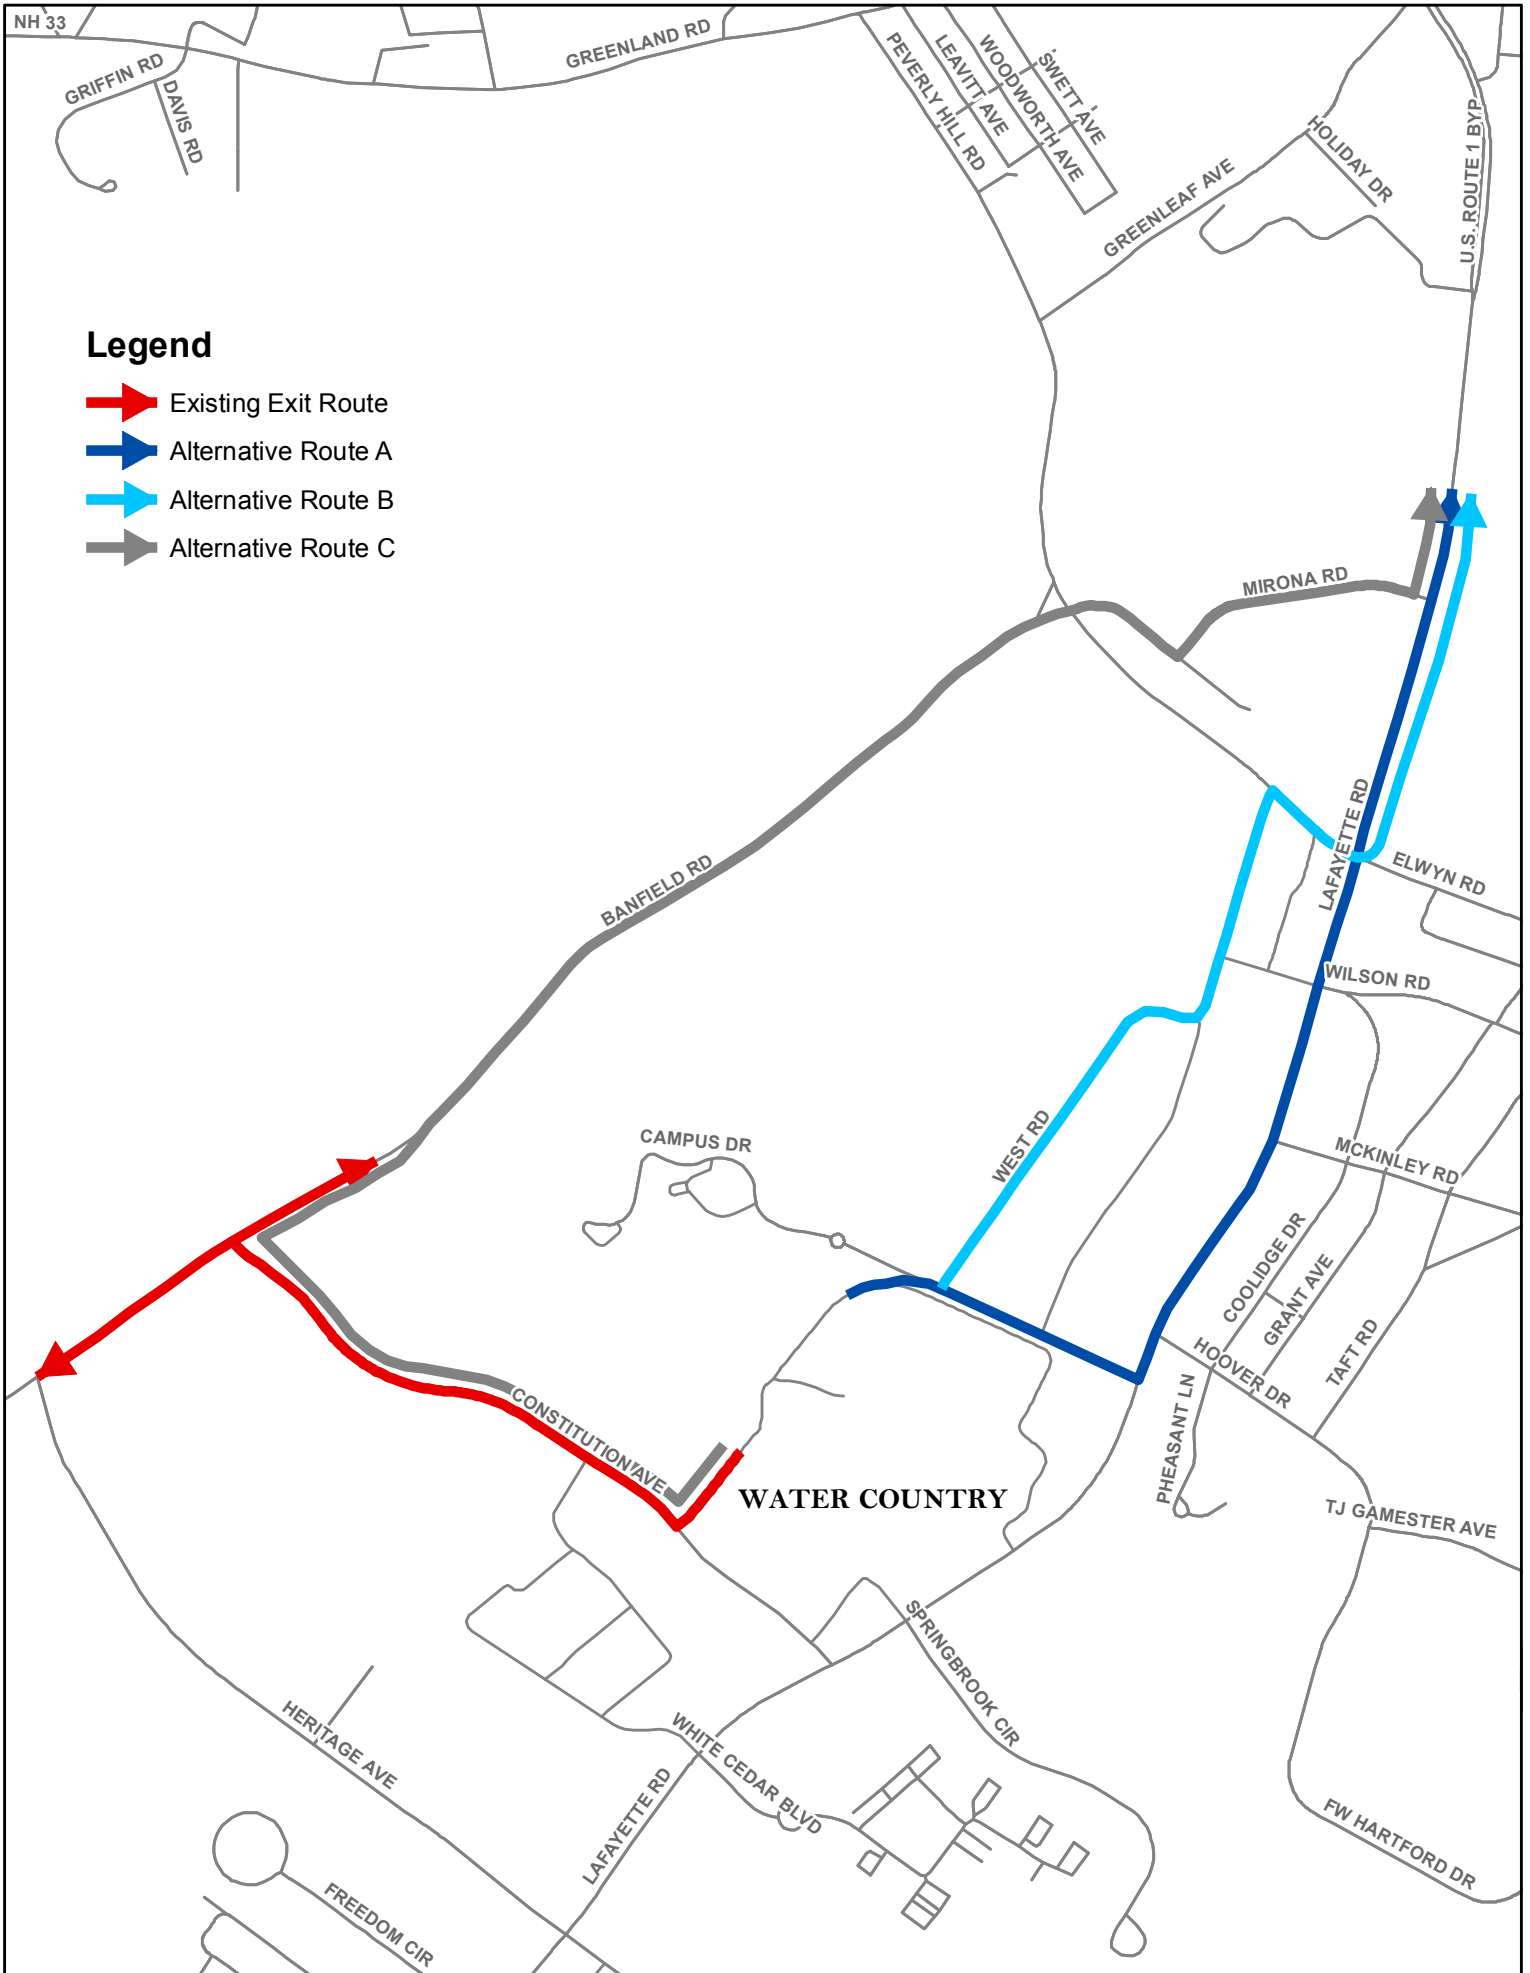 NH 33
GRIFFIN RD
DAVIS RD
GREENLAND RD
PEVERLY HILL RD
LEAVITT AVE
WOODWORTH AVE
SWETT AVE
GREENLEAF AVE
HOLIDAY DR
U.S. ROUTE 1 BYP
Legend
Existing Exit Route
Alternative Route A
Alternative Route B
Alternative Route C
MIRONA RD
LAFAYETTE RD
ELWYN RD
BANFIELD RD
WILSON RD
CAMPUS DR
WEST RD
MCKINLEY RD
COOLIDGE DR
GRANT AVE
TAFT RD
HOOVER DR
PHEASANT LN
CONSTITUTION AVE
WATER COUNTRY
TJ GAMESTER AVE
SPRINGBROOK CIR
HERITAGE AVE
WHITE CEDAR BLVD
LAFAYETTE RD
FW HARTFORD DR
FREEDOM CIR